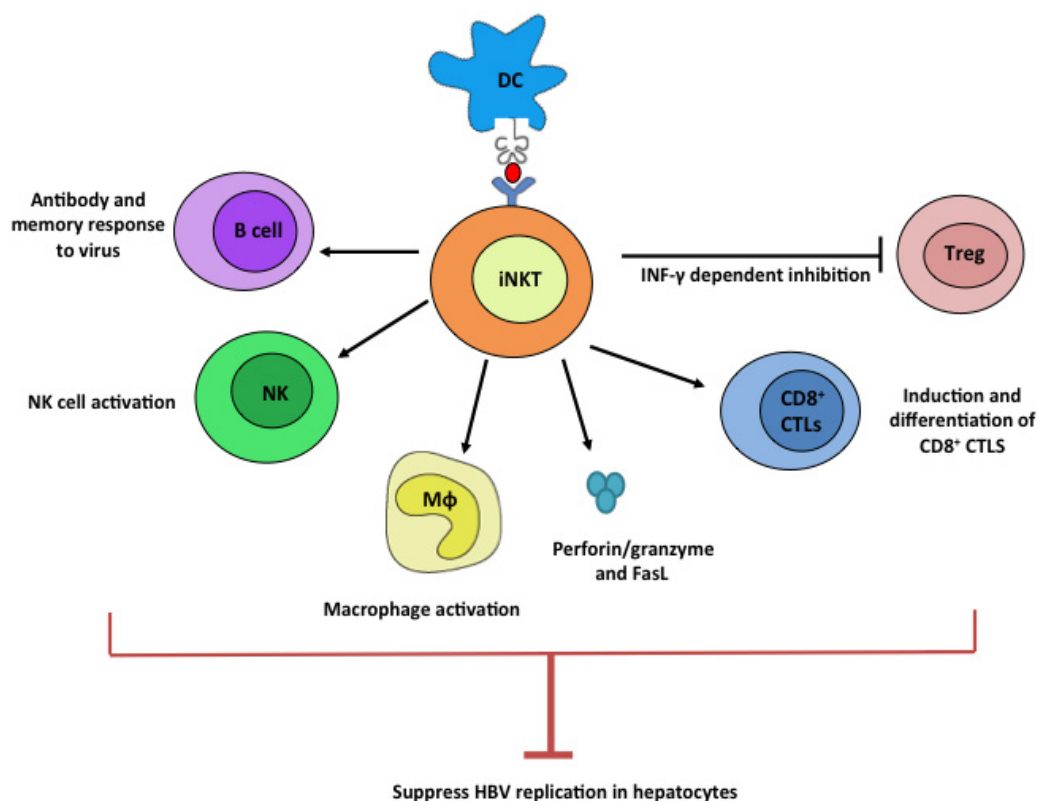 DC
Antibody and
memory response
to virus
B cell
iNKT
INF-γ dependent inhibition
Treg
NK cell activation
NK
CD8⁺
CTLs
Induction and
differentiation of
CD8⁺ CTLS
Mϕ
Perforin/granzyme
and FasL
Macrophage activation
Suppress HBV replication in hepatocytes